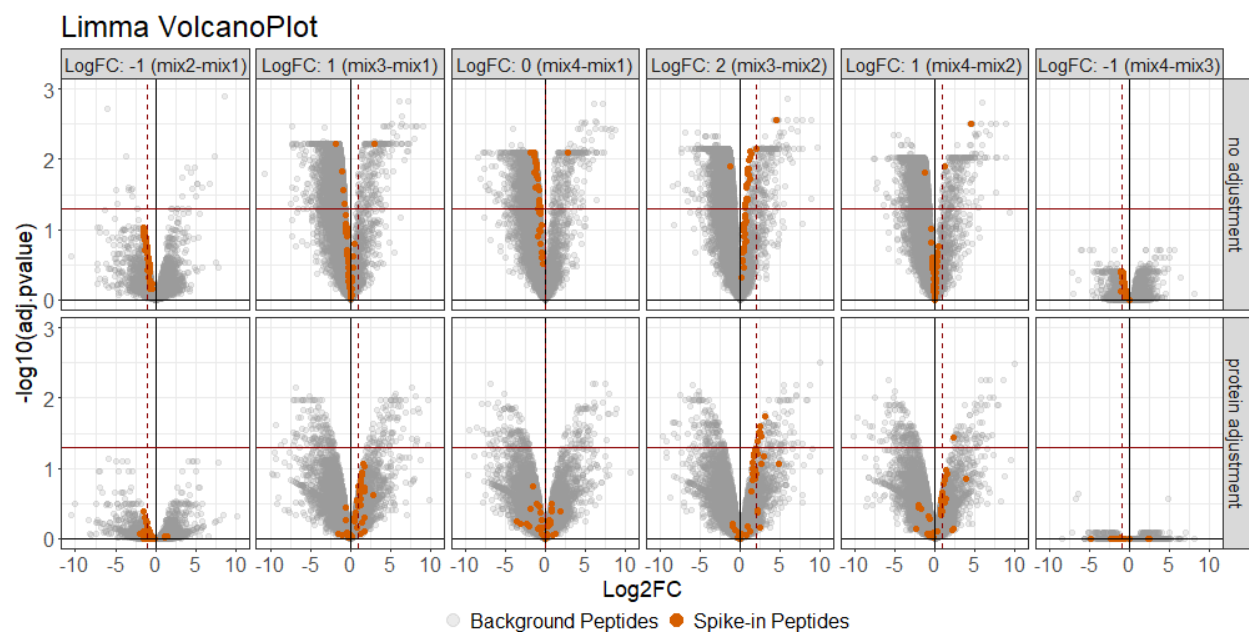 Limma VolcanoPlot
LogFC: -1 (mix2-mix1) LogFC: 1 (mix3-mix1) LogFC: 0 (mix4-mix1) LogFC: 2 (mix3-mix2) LogFC: 1 (mix4-mix2) LogFC: -1 (mix4-mix3)
3
2
1
0
no adjustment
-log10(adj.pvalue)
3
2
1
0
protein adjustment
-10 -5 0 5 10 -10 -5 0 5 10 -10 -5 0 5 10 -10 -5 0 5 10 -10 -5 0 5 10 -10 -5 0 5 10
Log2FC
Background Peptides Spike-in Peptides